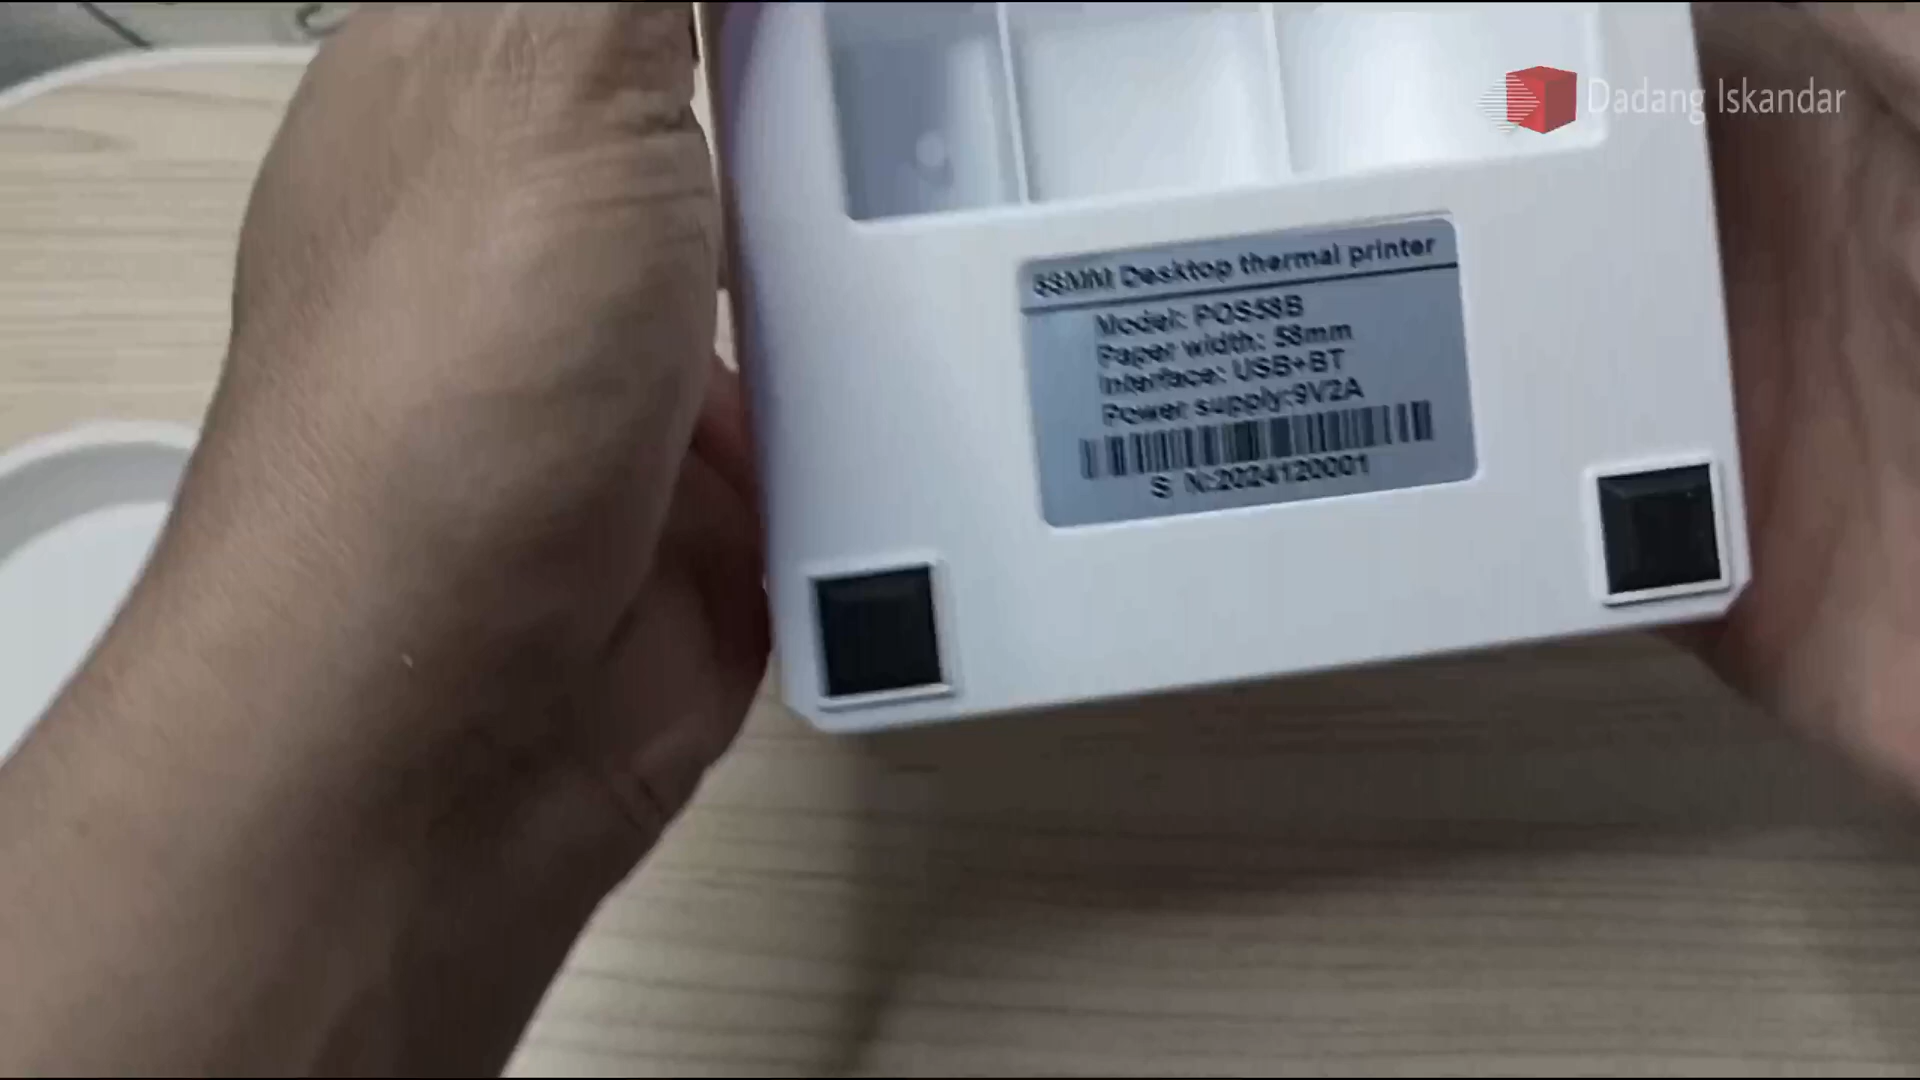 Dadang Iskandar
58MM Desktop thermal printer
Model: POS58B
Paper width: 58mm
Interface: USB+BT
Power supply:9V2A
S N:2024120001